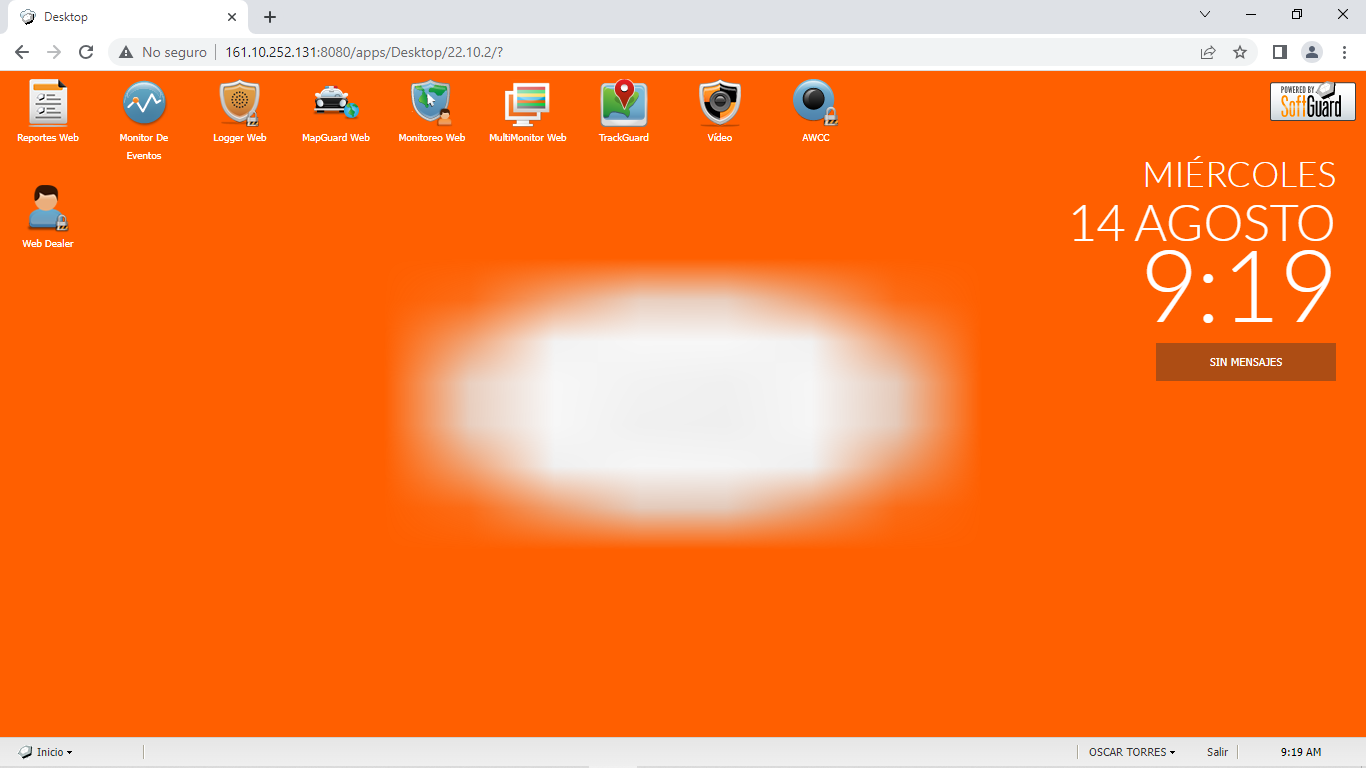 Desktop
No seguro
161.10.252.131:8080/apps/Desktop/22.10.2/?
Reportes Web
Monitor De
Eventos
Logger Web
MapGuard Web
Monitoreo Web
MultiMonitor Web
TrackGuard
Vídeo
AWCC
POWERED BY
SoftGuard
Web Dealer
MIÉRCOLES
14 AGOSTO
9:19
SIN MENSAJES
Inicio
OSCAR TORRES
Salir
9:19 AM